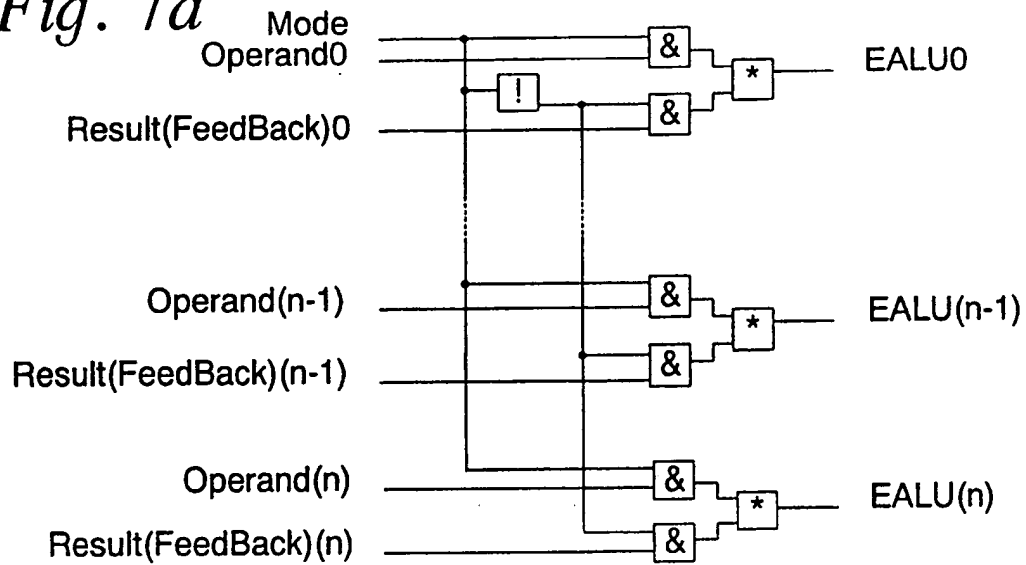 Fig. 7a
Mode
Operand0
&
*
EALU0
!
Result(FeedBack)0
&
Operand(n-1)
&
*
EALU(n-1)
Result(FeedBack)(n-1)
&
Operand(n)
&
*
EALU(n)
Result(FeedBack)(n)
&